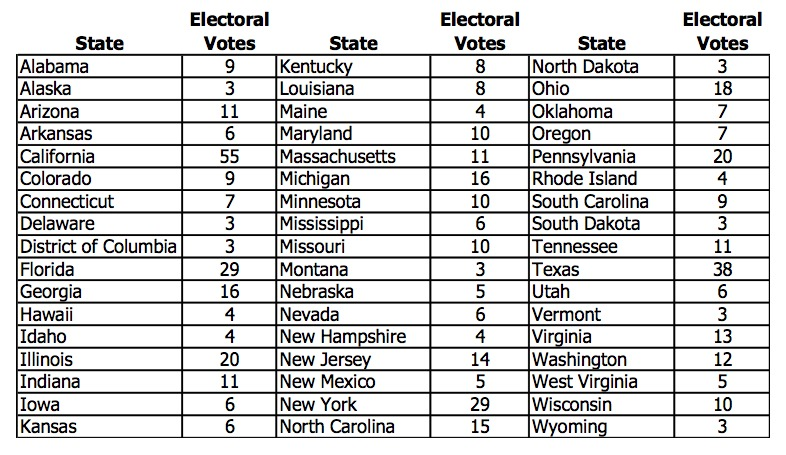 State Electoral Votes State Electoral Votes State Electoral Votes
Alabama 9 Kentucky 8 North Dakota 3
Alaska 3 Louisiana 8 Ohio 18
Arizona 11 Maine 4 Oklahoma 7
Arkansas 6 Maryland 10 Oregon 7
California 55 Massachusetts 11 Pennsylvania 20
Colorado 9 Michigan 16 Rhode Island 4
Connecticut 7 Minnesota 10 South Carolina 9
Delaware 3 Mississippi 6 South Dakota 3
District of Columbia 3 Missouri 10 Tennessee 11
Florida 29 Montana 3 Texas 38
Georgia 16 Nebraska 5 Utah 6
Hawaii 4 Nevada 6 Vermont 3
Idaho 4 New Hampshire 4 Virginia 13
Illinois 20 New Jersey 14 Washington 12
Indiana 11 New Mexico 5 West Virginia 5
Iowa 6 New York 29 Wisconsin 10
Kansas 6 North Carolina 15 Wyoming 3